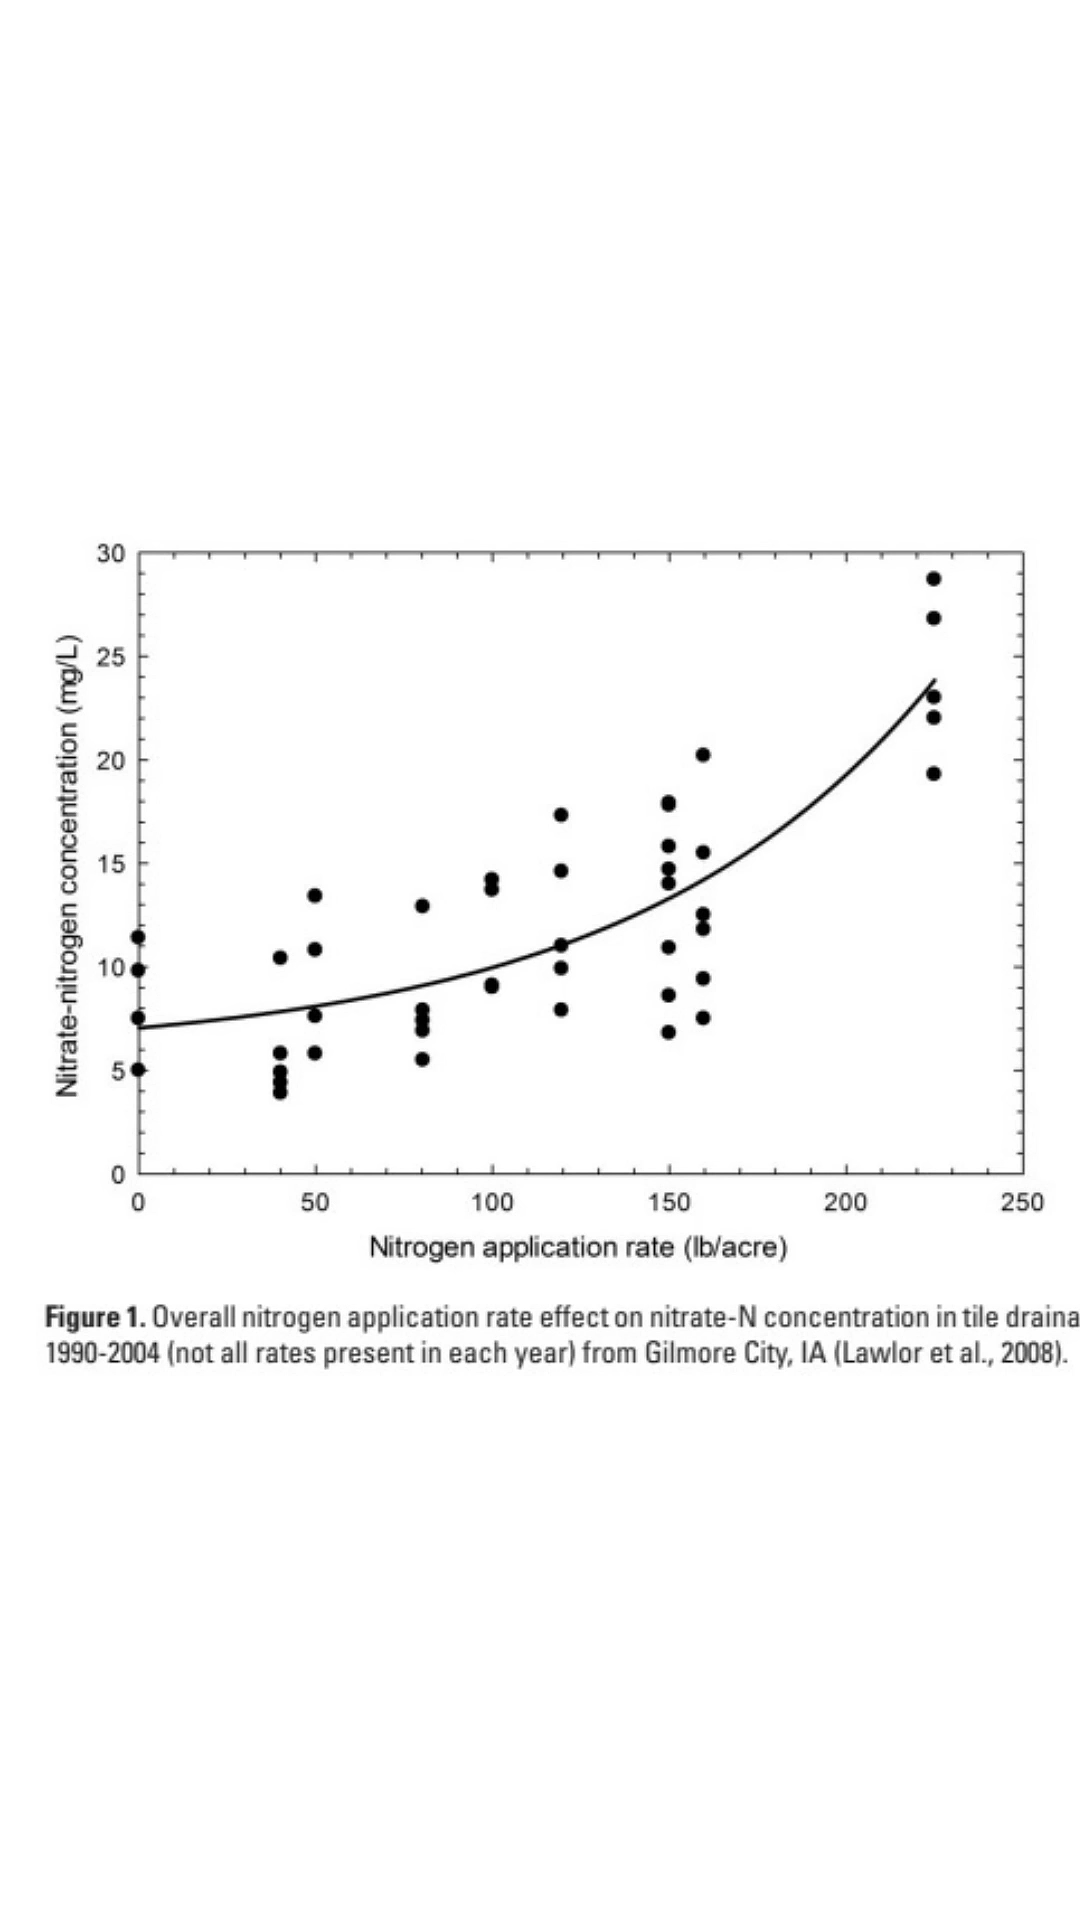 30
25
20
15
10
5
0
Nitrate-nitrogen concentration (mg/L)
0 50 100 150 200 250
Nitrogen application rate (lb/acre)
Figure 1. Overall nitrogen application rate effect on nitrate-N concentration in tile draina
1990-2004 (not all rates present in each year) from Gilmore City, IA (Lawlor et al., 2008).